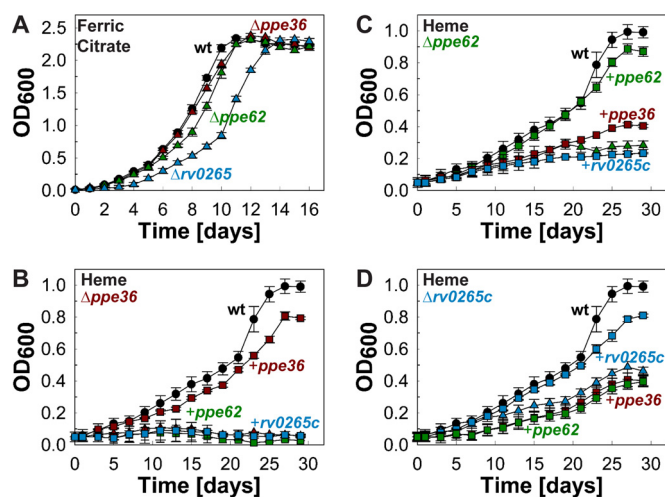 A
Ferric
Citrate
wt
Δppe36
Δppe62
Δrv0265
OD600
2.5
2.0
1.5
1.0
0.5
0.0
0 2 4 6 8 10 12 14 16
Time [days]
C
Heme
Δppe62
wt
+ppe62
+ppe36
+rv0265c
OD600
1.0
0.8
0.6
0.4
0.2
0.0
0 5 10 15 20 25 30
Time [days]
B
Heme
Δppe36
wt
+ppe36
+ppe62
+rv0265c
OD600
1.0
0.8
0.6
0.4
0.2
0.0
0 5 10 15 20 25 30
Time [days]
D
Heme
Δrv0265c
wt
+rv0265c
+ppe36
+ppe62
OD600
1.0
0.8
0.6
0.4
0.2
0.0
0 5 10 15 20 25 30
Time [days]